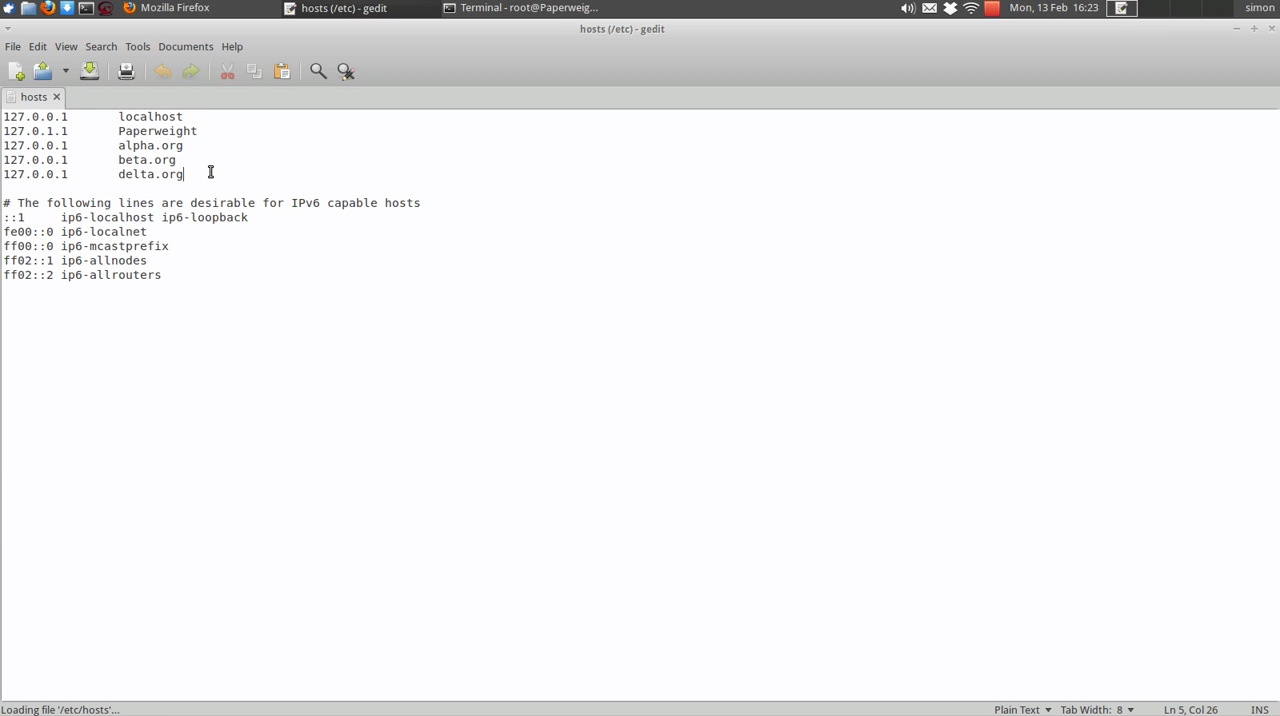 Mozilla Firefox hosts (/etc) - gedit Terminal - root@Paperweig... Mon, 13 Feb 16:23 simon
hosts (/etc) - gedit
File Edit View Search Tools Documents Help
hosts
127.0.0.1 localhost
127.0.1.1 Paperweight
127.0.0.1 alpha.org
127.0.0.1 beta.org
127.0.0.1 delta.org
# The following lines are desirable for IPv6 capable hosts
::1 ip6-localhost ip6-loopback
fe00::0 ip6-localnet
ff00::0 ip6-mcastprefix
ff02::1 ip6-allnodes
ff02::2 ip6-allrouters
Loading file '/etc/hosts'... Plain Text Tab Width: 8 Ln 5, Col 26 INS